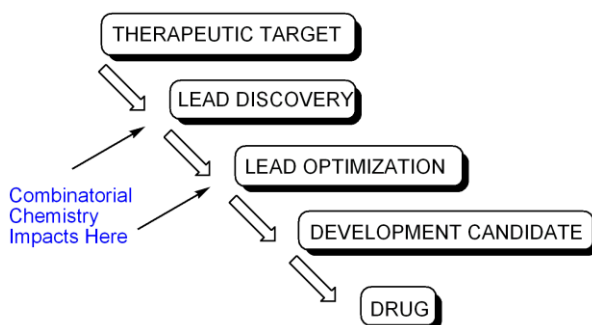 THERAPEUTIC TARGET
LEAD DISCOVERY
LEAD OPTIMIZATION
Combinatorial
Chemistry
Impacts Here
DEVELOPMENT CANDIDATE
DRUG